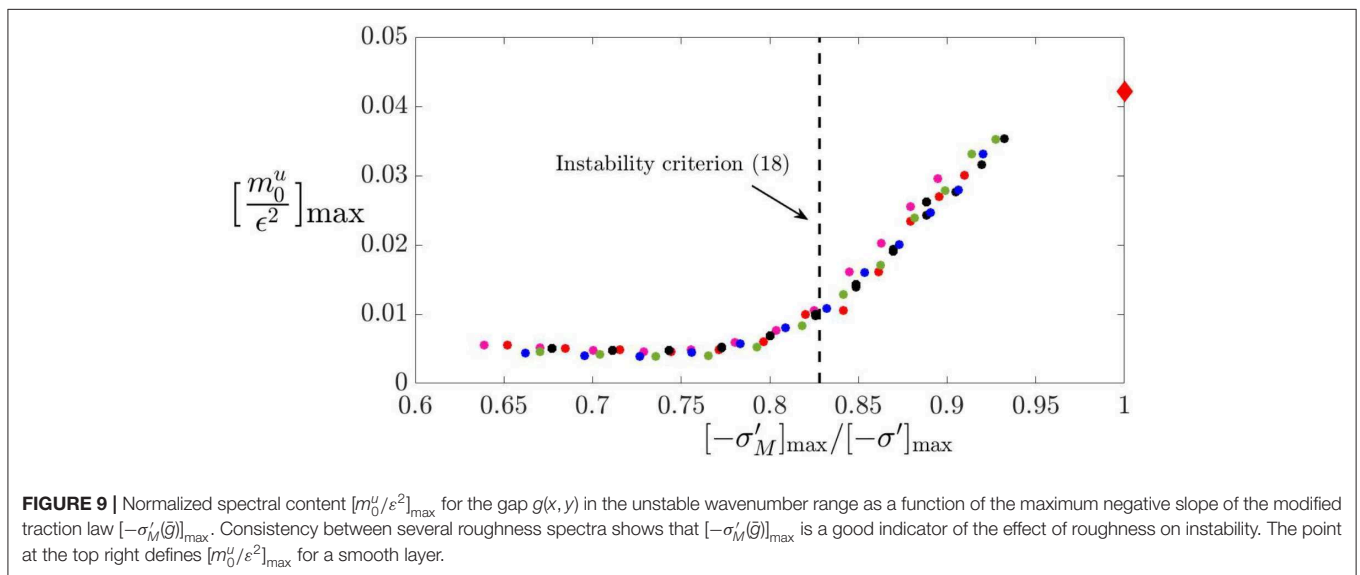 0.05
0.04
0.03
0.02
0.01
0
[m_0^u/ϵ^2]max
Instability criterion (18)
0.6 0.65 0.7 0.75 0.8 0.85 0.9 0.95 1
[−σ′_M]max/[−σ′]max
FIGURE 9 | Normalized spectral content [m_0^u/ε^2]max for the gap g(x, y) in the unstable wavenumber range as a function of the maximum negative slope of the modified
traction law [−σ′_M(ḡ)]max. Consistency between several roughness spectra shows that [−σ′_M(ḡ)]max is a good indicator of the effect of roughness on instability. The point
at the top right defines [m_0^u/ε^2]max for a smooth layer.